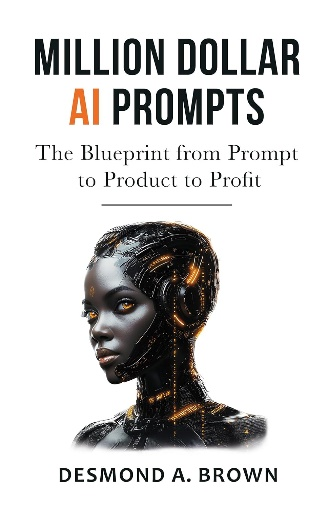 MILLION DOLLAR
AI PROMPTS
The Blueprint from Prompt
to Product to Profit
DESMOND A. BROWN